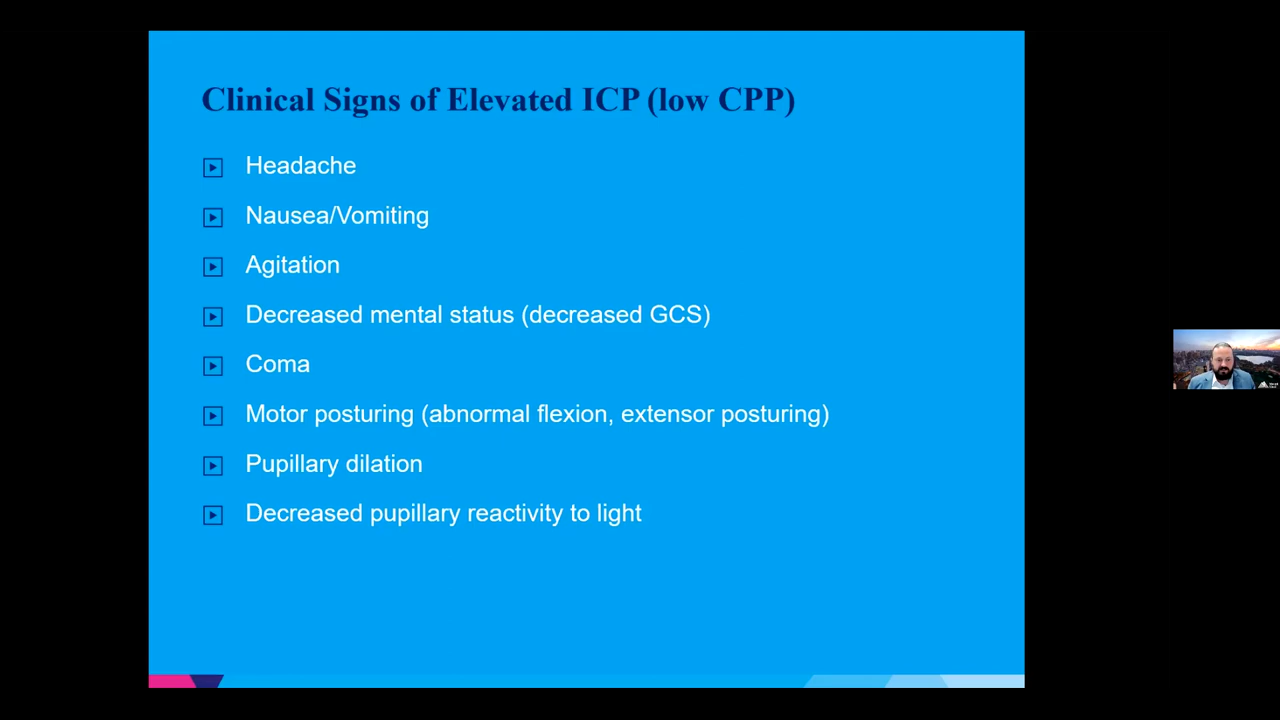 Clinical Signs of Elevated ICP (low CPP)
Headache
Nausea/Vomiting
Agitation
Decreased mental status (decreased GCS)
Coma
Motor posturing (abnormal flexion, extensor posturing)
Pupillary dilation
Decreased pupillary reactivity to light